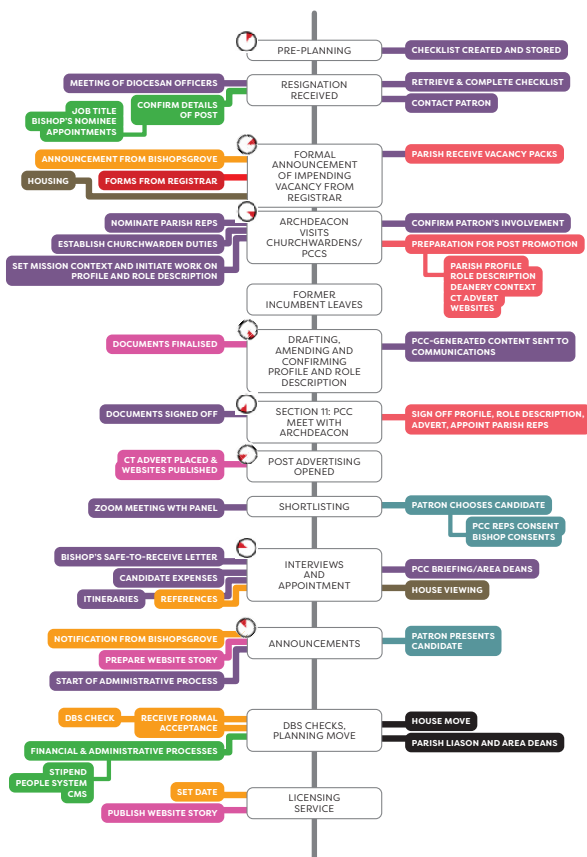 PRE-PLANNING
CHECKLIST CREATED AND STORED
MEETING OF DIOCESAN OFFICERS
CONFIRM DETAILS
OF POST
JOB TITLE
BISHOP'S NOMINEE
APPOINTMENTS
RESIGNATION
RECEIVED
RETRIEVE & COMPLETE CHECKLIST
CONTACT PATRON
ANNOUNCEMENT FROM BISHOPSGROVE
HOUSING
FORMS FROM REGISTRAR
FORMAL
ANNOUNCEMENT
OF IMPENDING
VACANCY FROM
REGISTRAR
PARISH RECEIVE VACANCY PACKS
NOMINATE PARISH REPS
ESTABLISH CHURCHWARDEN DUTIES
SET MISSION CONTEXT AND INITIATE WORK ON
PROFILE AND ROLE DESCRIPTION
ARCHDEACON
VISITS
CHURCHWARDENS/
PCCS
CONFIRM PATRON'S INVOLVEMENT
PREPARATION FOR POST PROMOTION
PARISH PROFILE
ROLE DESCRIPTION
DEANERY CONTEXT
CT ADVERT
WEBSITES
FORMER
INCUMBENT LEAVES
DOCUMENTS FINALISED
DRAFTING,
AMENDING AND
CONFIRMING
PROFILE AND ROLE
DESCRIPTION
PCC-GENERATED CONTENT SENT TO
COMMUNICATIONS
DOCUMENTS SIGNED OFF
SECTION 11: PCC
MEET WITH
ARCHDEACON
SIGN OFF PROFILE, ROLE DESCRIPTION,
ADVERT, APPOINT PARISH REPS
CT ADVERT PLACED &
WEBSITES PUBLISHED
POST ADVERTISING
OPENED
ZOOM MEETING WTH PANEL
SHORTLISTING
PATRON CHOOSES CANDIDATE
PCC REPS CONSENT
BISHOP CONSENTS
BISHOP'S SAFE-TO-RECEIVE LETTER
CANDIDATE EXPENSES
ITINERARIES
REFERENCES
INTERVIEWS
AND
APPOINTMENT
PCC BRIEFING/AREA DEANS
HOUSE VIEWING
NOTIFICATION FROM BISHOPSGROVE
PREPARE WEBSITE STORY
START OF ADMINISTRATIVE PROCESS
ANNOUNCEMENTS
PATRON PRESENTS
CANDIDATE
DBS CHECK
RECEIVE FORMAL
ACCEPTANCE
FINANCIAL & ADMINISTRATIVE PROCESSES
STIPEND
PEOPLE SYSTEM
CMS
DBS CHECKS,
PLANNING MOVE
HOUSE MOVE
PARISH LIASON AND AREA DEANS
SET DATE
PUBLISH WEBSITE STORY
LICENSING
SERVICE